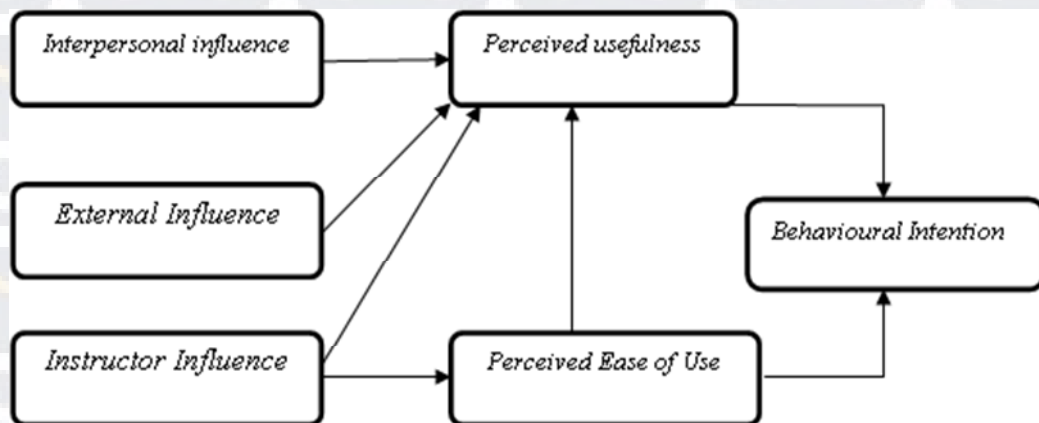 Interpersonal influence
Perceived usefulness
External Influence
Behavioural Intention
Instructor Influence
Perceived Ease of Use